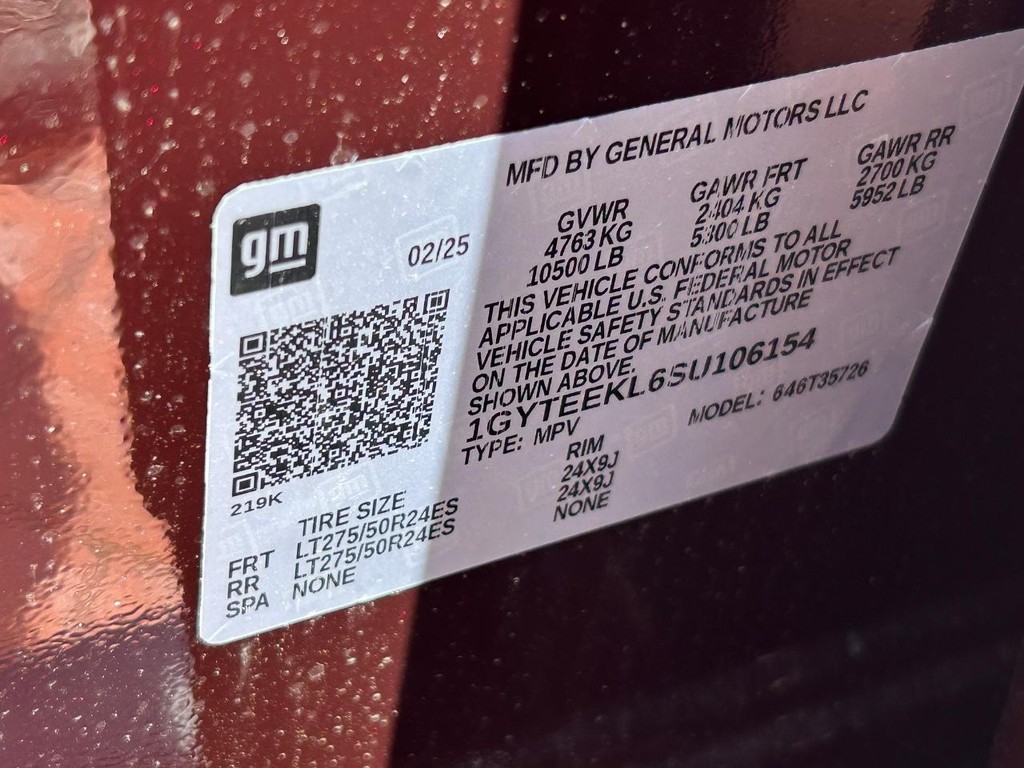 gm
02/25
MFD BY GENERAL MOTORS LLC
GVWR GAWR FRT GAWR RR
4763 KG 2404 KG 2700 KG
10500 LB 5300 LB 5952 LB
THIS VEHICLE CONFORMS TO ALL
APPLICABLE U.S. FEDERAL MOTOR
VEHICLE SAFETY STANDARDS IN EFFECT
ON THE DATE OF MANUFACTURE
SHOWN ABOVE.
1GYTEEKL6SU106154
TYPE: MPV MODEL: 646T35726
219K
TIRE SIZE RIM
FRT LT275/50R24ES 24X9J
RR LT275/50R24ES 24X9J
SPA NONE NONE